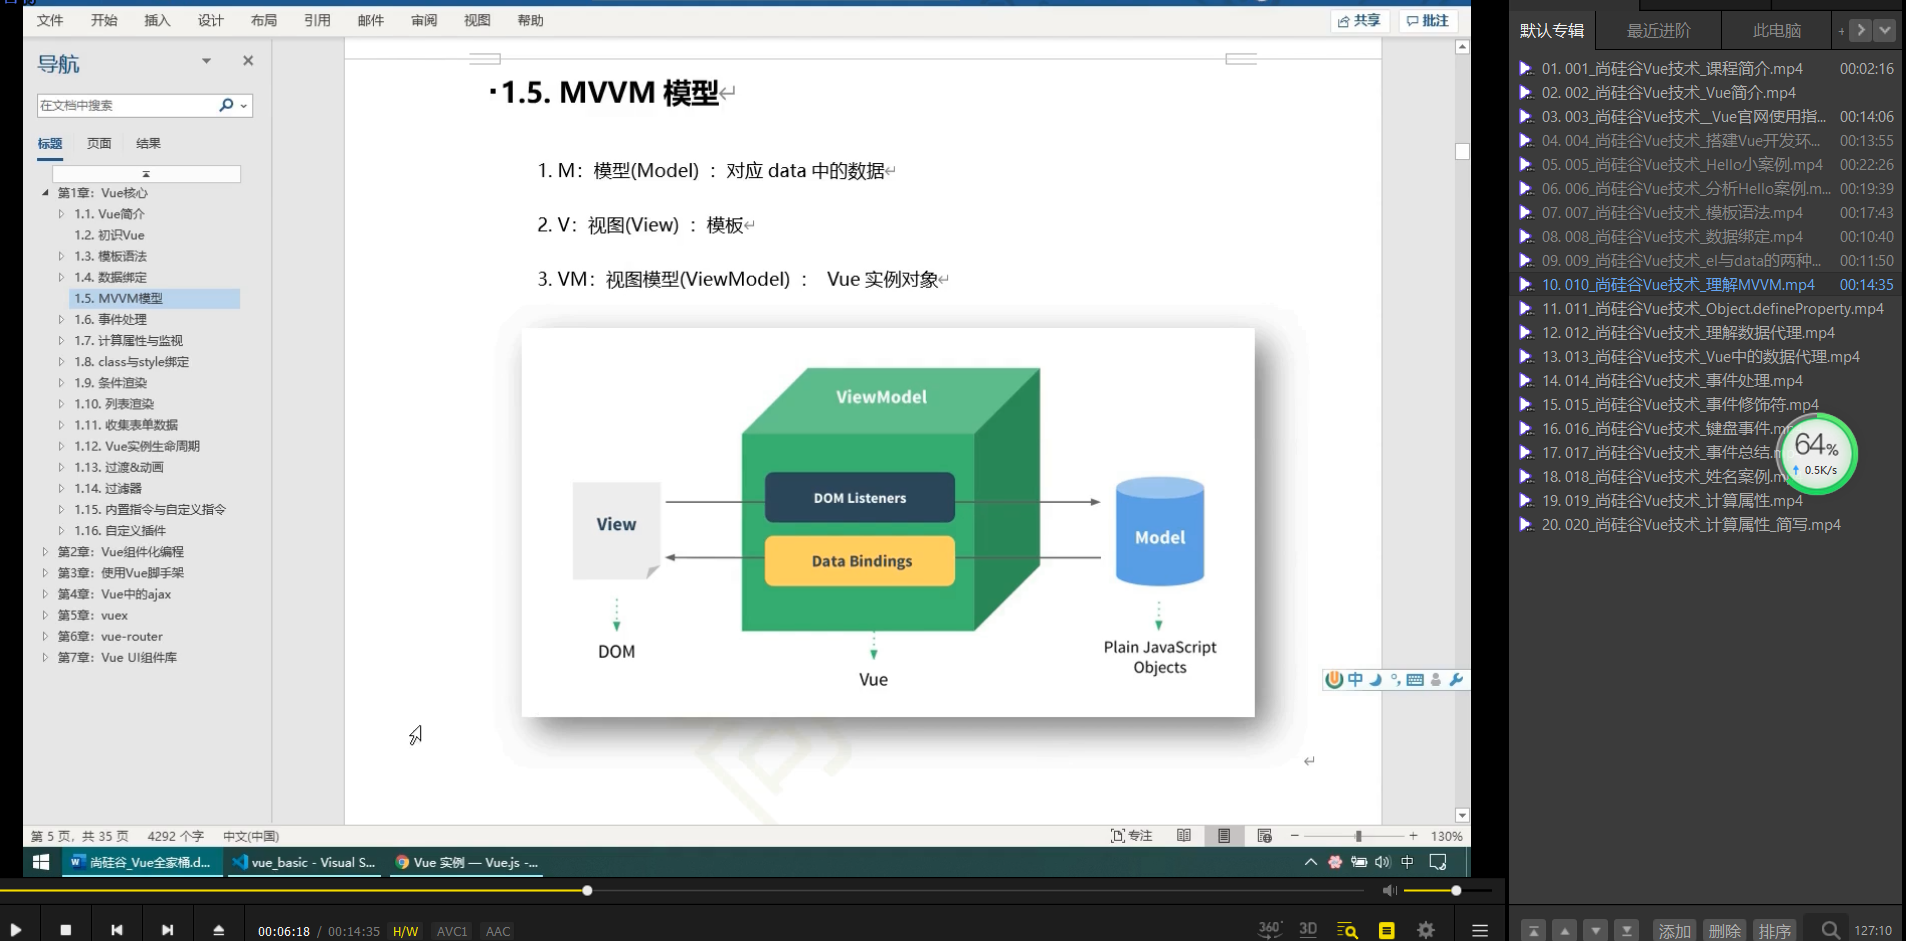 文件 开始 插入 设计 布局 引用 邮件 审阅 视图 帮助 共享 批注
导航
在文档中搜索
标题 页面 结果
第1章：Vue核心
1.1. Vue简介
1.2. 初识Vue
1.3. 模板语法
1.4. 数据绑定
1.5. MVVM模型
1.6. 事件处理
1.7. 计算属性与监视
1.8. class与style绑定
1.9. 条件渲染
1.10. 列表渲染
1.11. 收集表单数据
1.12. Vue实例生命周期
1.13. 过渡&动画
1.14. 过滤器
1.15. 内置指令与自定义指令
1.16. 自定义插件
第2章：Vue组件化编程
第3章：使用Vue脚手架
第4章：Vue中的ajax
第5章：vuex
第6章：vue-router
第7章：Vue UI组件库
1.5. MVVM 模型
1. M：模型(Model) ：对应 data 中的数据
2. V：视图(View) ：模板
3. VM：视图模型(ViewModel) ： Vue 实例对象
ViewModel
DOM Listeners
View
Model
Data Bindings
DOM
Vue
Plain JavaScript
Objects
中
第 5 页，共 35 页 4292 个字 中文(中国) 专注 130%
尚硅谷_Vue全家桶.d... vue_basic - Visual S... Vue 实例 — Vue.js -... 中
00:06:18 / 00:14:35 H/W AVC1 AAC 360° 3D
默认专辑 最近进阶 此电脑 +
01. 001_尚硅谷Vue技术_课程简介.mp4 00:02:16
02. 002_尚硅谷Vue技术_Vue简介.mp4
03. 003_尚硅谷Vue技术__Vue官网使用指... 00:14:06
04. 004_尚硅谷Vue技术_搭建Vue开发环... 00:13:55
05. 005_尚硅谷Vue技术_Hello小案例.mp4 00:22:26
06. 006_尚硅谷Vue技术_分析Hello案例.m... 00:19:39
07. 007_尚硅谷Vue技术_模板语法.mp4 00:17:43
08. 008_尚硅谷Vue技术_数据绑定.mp4 00:10:40
09. 009_尚硅谷Vue技术_el与data的两种... 00:11:50
10. 010_尚硅谷Vue技术_理解MVVM.mp4 00:14:35
11. 011_尚硅谷Vue技术_Object.defineProperty.mp4
12. 012_尚硅谷Vue技术_理解数据代理.mp4
13. 013_尚硅谷Vue技术_Vue中的数据代理.mp4
14. 014_尚硅谷Vue技术_事件处理.mp4
15. 015_尚硅谷Vue技术_事件修饰符.mp4
16. 016_尚硅谷Vue技术_键盘事件.m
17. 017_尚硅谷Vue技术_事件总结.m
18. 018_尚硅谷Vue技术_姓名案例.m
19. 019_尚硅谷Vue技术_计算属性.mp4
20. 020_尚硅谷Vue技术_计算属性_简写.mp4
64%
0.5K/s
添加 删除 排序 127:10